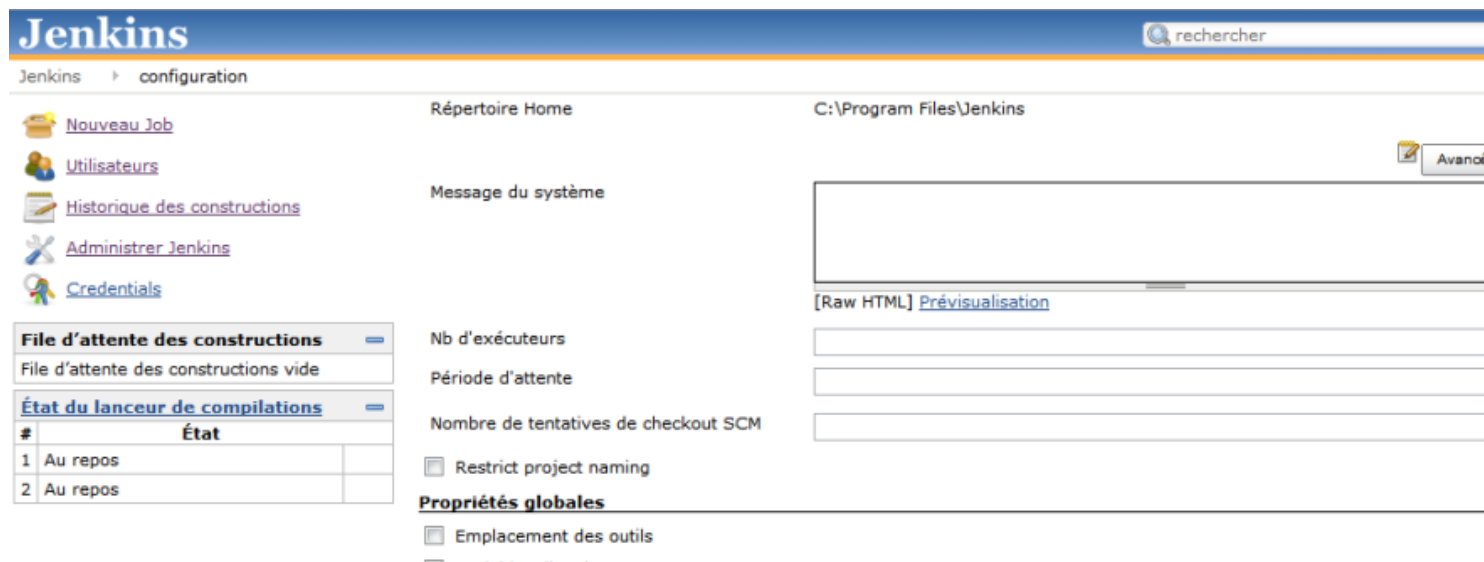 Jenkins
rechercher
Jenkins
configuration
Nouveau Job
Utilisateurs
Historique des constructions
Administrer Jenkins
Credentials
File d'attente des constructions
File d'attente des constructions vide
État du lanceur de compilations
# État
1 Au repos
2 Au repos
Répertoire Home C:\Program Files\Jenkins
Message du système
[Raw HTML] Prévisualisation
Nb d'exécuteurs
Période d'attente
Nombre de tentatives de checkout SCM
Restrict project naming
Propriétés globales
Emplacement des outils